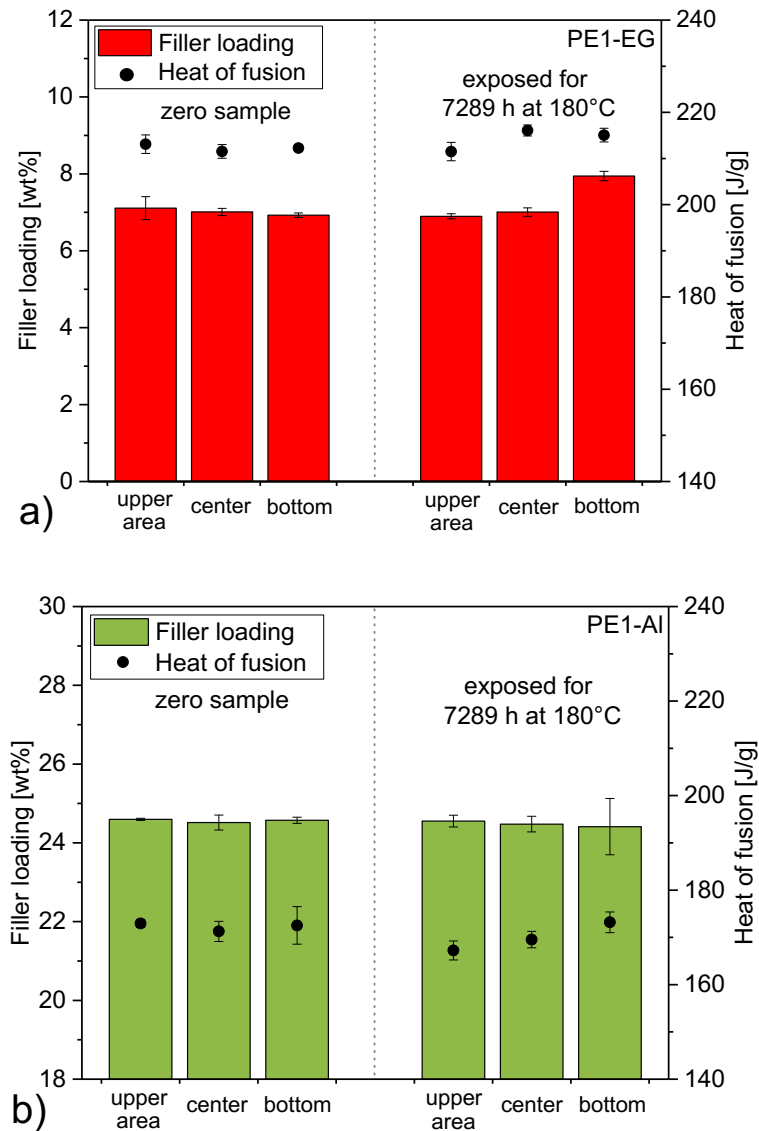 12
10
8
6
4
2
0
Filler loading [wt%]
Filler loading
Heat of fusion
zero sample
PE1-EG
exposed for
7289 h at 180°C
240
220
200
180
160
140
Heat of fusion [J/g]
upper
area
center
bottom
upper
area
center
bottom
a)
30
28
26
24
22
20
18
Filler loading [wt%]
Filler loading
Heat of fusion
zero sample
PE1-Al
exposed for
7289 h at 180°C
240
220
200
180
160
140
Heat of fusion [J/g]
upper
area
center
bottom
upper
area
center
bottom
b)